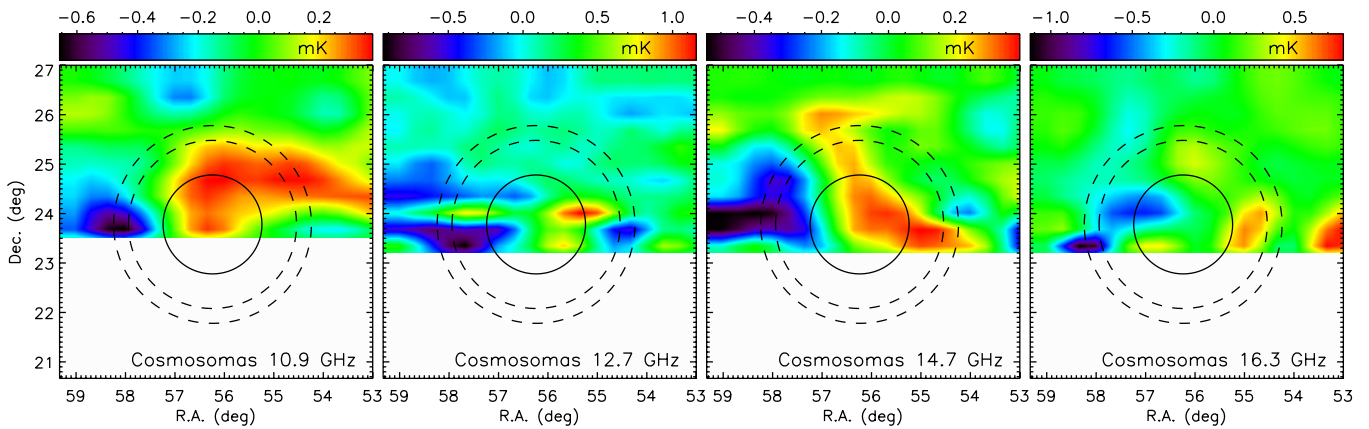 -0.6 -0.4 -0.2 0.0 0.2
-0.5 0.0 0.5 1.0
-0.4 -0.2 0.0 0.2
-1.0 -0.5 0.0 0.5
mK mK mK mK
27
26
25
24
23
22
21
Dec. (deg)
Cosmosomas 10.9 GHz
Cosmosomas 12.7 GHz
Cosmosomas 14.7 GHz
Cosmosomas 16.3 GHz
59 58 57 56 55 54 53
58 57 56 55 54 53
58 57 56 55 54 53
58 57 56 55 54 53
R.A. (deg) R.A. (deg) R.A. (deg) R.A. (deg)